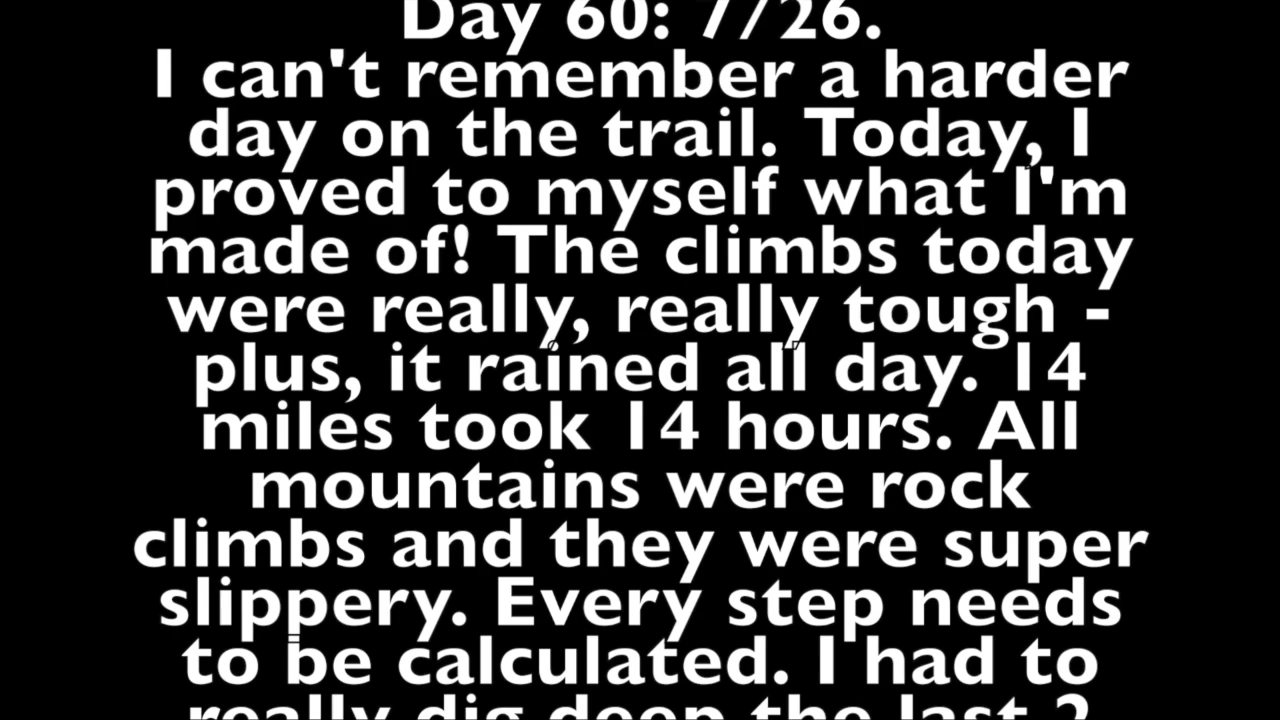 Day 60: 7/26.
I can't remember a harder
day on the trail. Today, I
proved to myself what I'm
made of! The climbs today
were really, really tough -
plus, it rained all day. 14
miles took 14 hours. All
mountains were rock
climbs and they were super
slippery. Every step needs
to be calculated. I had to
really dig deep the last 2